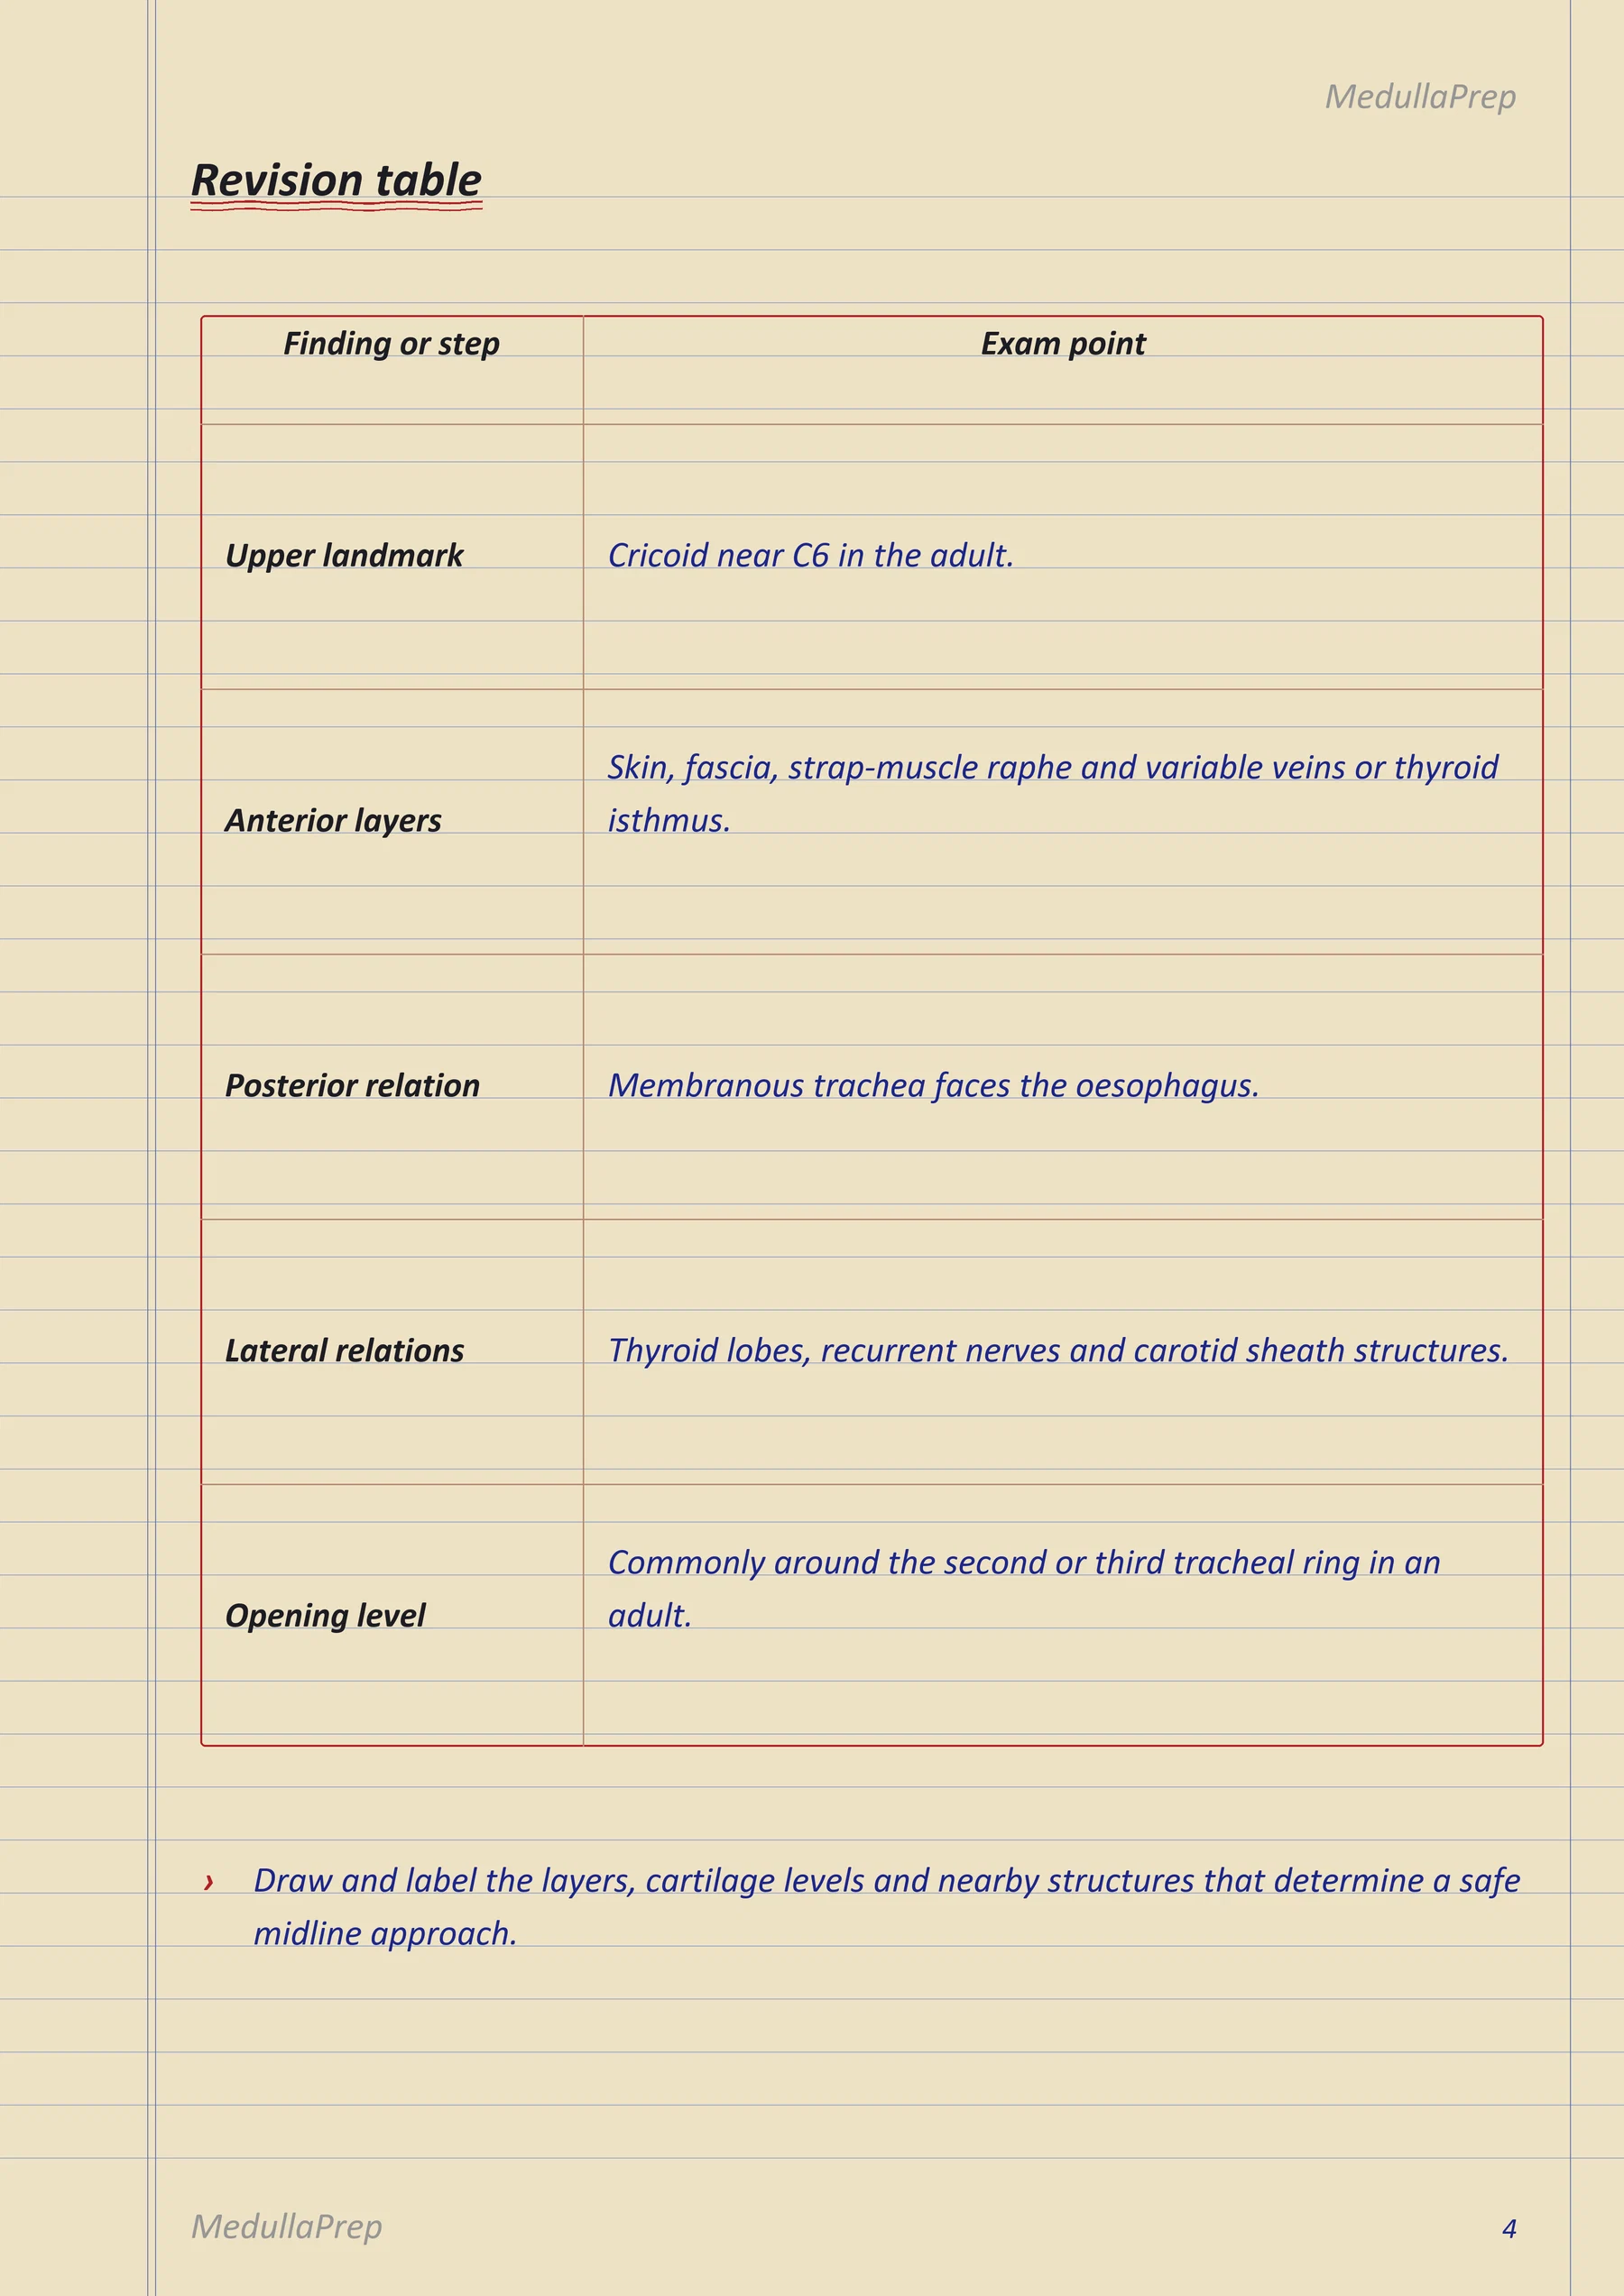 MedullaPrep
Revision table
Finding or step
Exam point
Upper landmark
Cricoid near C6 in the adult.
Anterior layers
Skin, fascia, strap-muscle raphe and variable veins or thyroid
isthmus.
Posterior relation
Membranous trachea faces the oesophagus.
Lateral relations
Thyroid lobes, recurrent nerves and carotid sheath structures.
Opening level
Commonly around the second or third tracheal ring in an
adult.
› Draw and label the layers, cartilage levels and nearby structures that determine a safe
midline approach.
MedullaPrep
4